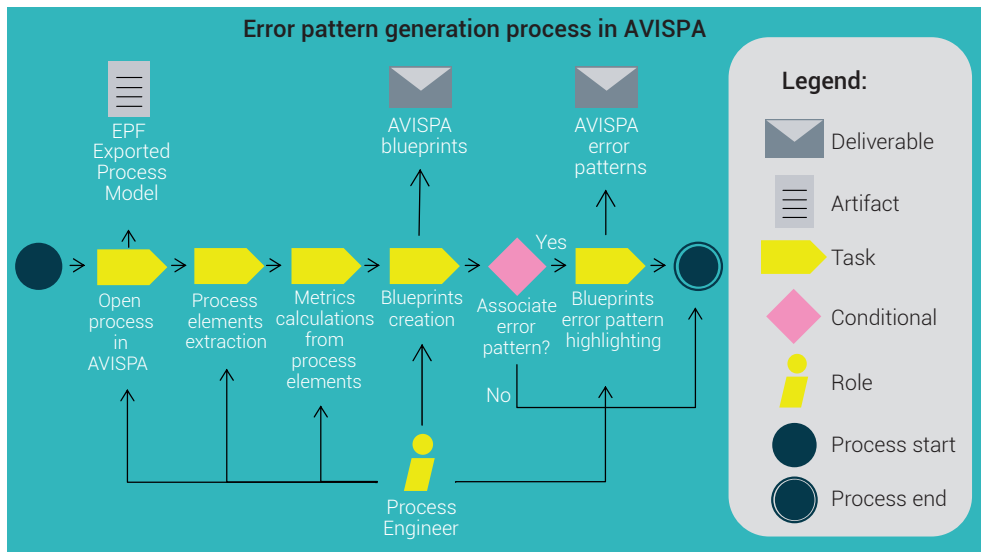 Error pattern generation process in AVISPA
EPF
Exported
Process
Model
AVISPA
blueprints
AVISPA
error
patterns
Open
process
in
AVISPA
Process
elements
extraction
Metrics
calculations
from
process
elements
Blueprints
creation
Associate
error
pattern?
Yes
No
Blueprints
error pattern
highlighting
Process
Engineer
Legend:
Deliverable
Artifact
Task
Conditional
Role
Process start
Process end